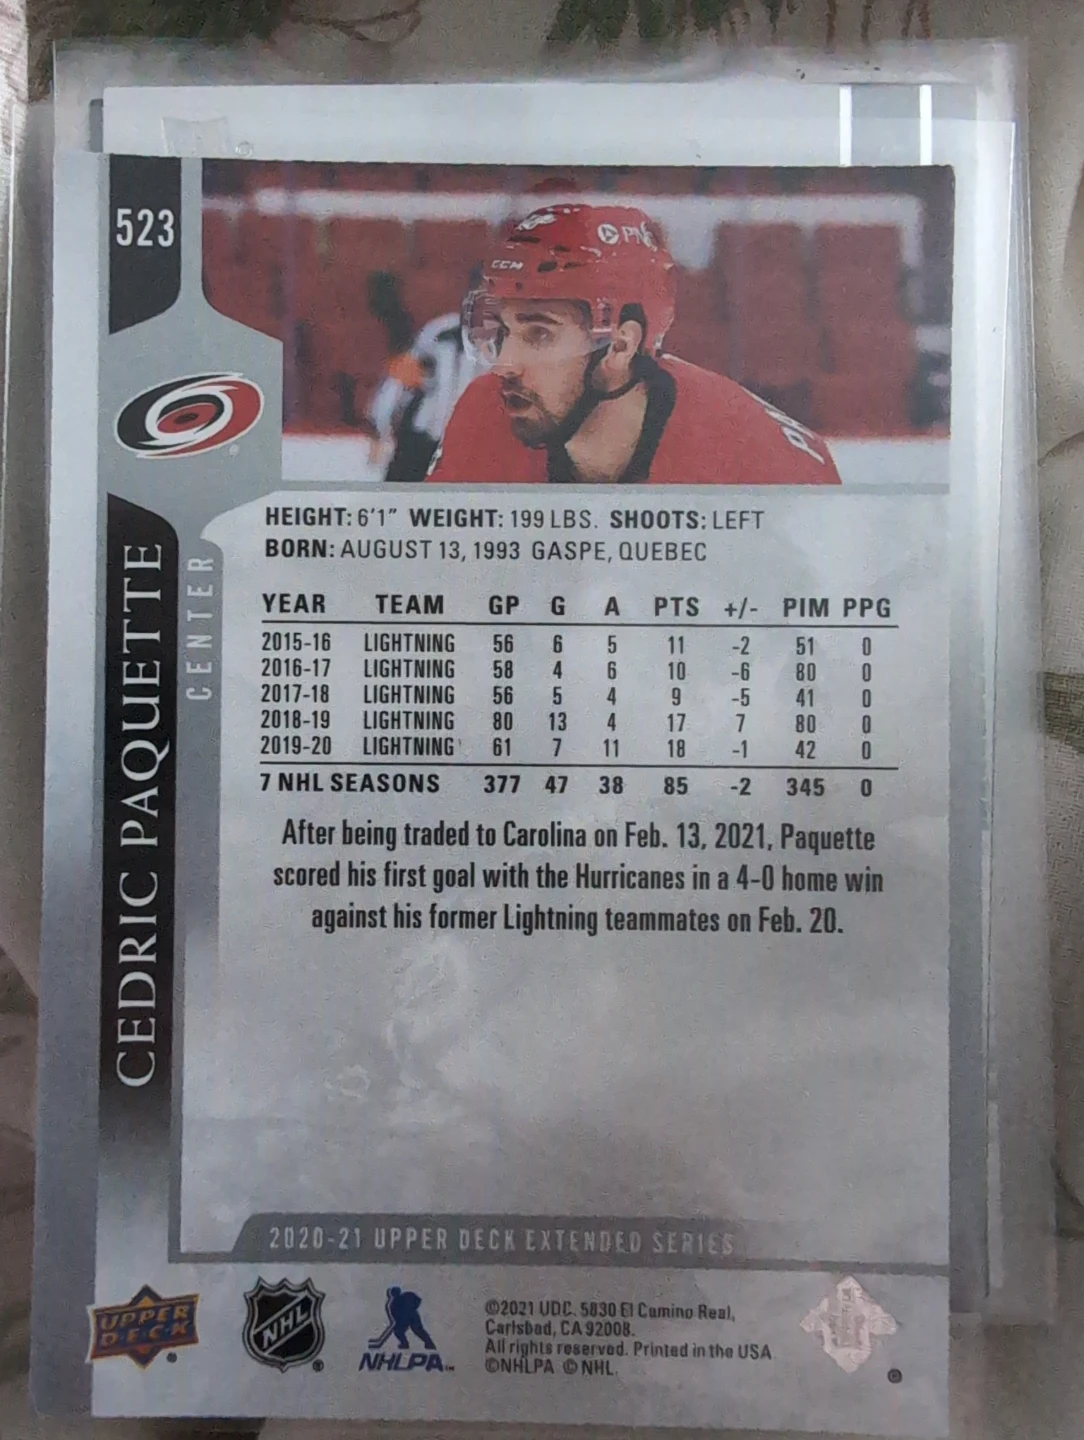 523
CCM
PNC
CEDRIC PAQUETTE
CENTER
HEIGHT: 6'1" WEIGHT: 199 LBS. SHOOTS: LEFT
BORN: AUGUST 13, 1993 GASPE, QUEBEC
YEAR TEAM GP G A PTS +/- PIM PPG
2015-16 LIGHTNING 56 6 5 11 -2 51 0
2016-17 LIGHTNING 58 4 6 10 -6 80 0
2017-18 LIGHTNING 56 5 4 9 -5 41 0
2018-19 LIGHTNING 80 13 4 17 7 80 0
2019-20 LIGHTNING 61 7 11 18 -1 42 0
7 NHL SEASONS 377 47 38 85 -2 345 0
After being traded to Carolina on Feb. 13, 2021, Paquette
scored his first goal with the Hurricanes in a 4-0 home win
against his former Lightning teammates on Feb. 20.
2020-21 UPPER DECK EXTENDED SERIES
UPPER
DECK
NHL
NHLPA
©2021 UDC. 5830 El Camino Real,
Carlsbad, CA 92008.
All rights reserved. Printed in the USA
©NHLPA © NHL.